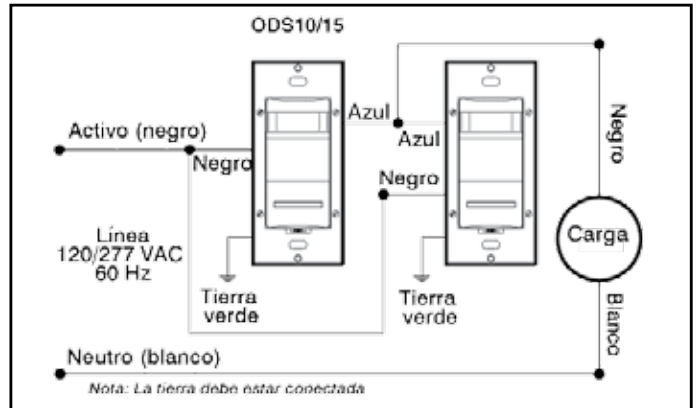 ODS10/15
Activo (negro)
Negro
Azul
Azul
Negro
Negro
Línea
120/277 VAC
60 Hz
Carga
Tierra
verde
Tierra
verde
Blanco
Neutro (blanco)
Nota: La tierra debe estar conectada